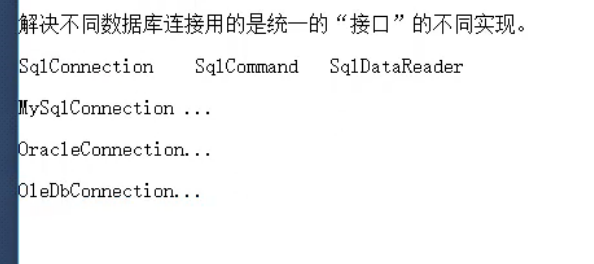 解决不同数据库连接用的是统一的“接口”的不同实现。
SqlConnection    SqlCommand   SqlDataReader
MySqlConnection ...
OracleConnection...
OleDbConnection...